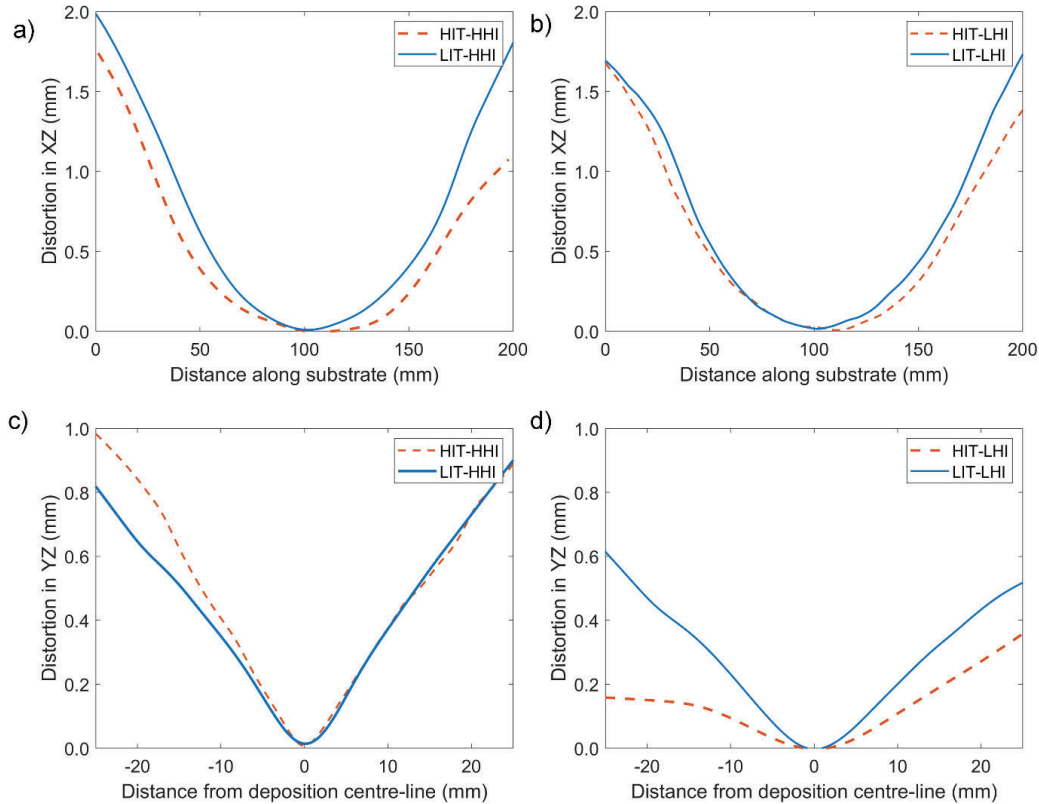 a)
2.0
1.5
1.0
0.5
0.0
Distortion in XZ (mm)
HIT-HHI
LIT-HHI
0 50 100 150 200
Distance along substrate (mm)
b)
2.0
1.5
1.0
0.5
0.0
Distortion in XZ (mm)
HIT-LHI
LIT-LHI
0 50 100 150 200
Distance along substrate (mm)
c)
1.0
0.8
0.6
0.4
0.2
0.0
Distortion in YZ (mm)
HIT-HHI
LIT-HHI
-20 -10 0 10 20
Distance from deposition centre-line (mm)
d)
1.0
0.8
0.6
0.4
0.2
0.0
Distortion in YZ (mm)
HIT-LHI
LIT-LHI
-20 -10 0 10 20
Distance from deposition centre-line (mm)